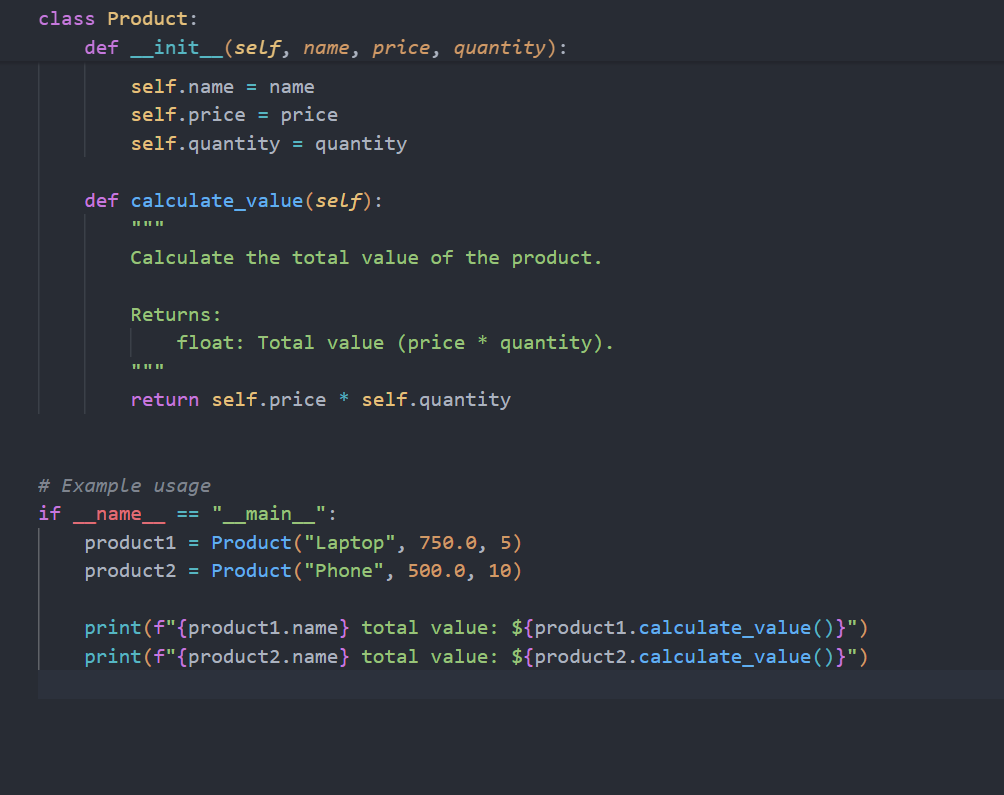 class Product:
    def __init__(self, name, price, quantity):
        self.name = name
        self.price = price
        self.quantity = quantity

    def calculate_value(self):
        """
        Calculate the total value of the product.

        Returns:
            float: Total value (price * quantity).
        """
        return self.price * self.quantity


# Example usage
if __name__ == "__main__":
    product1 = Product("Laptop", 750.0, 5)
    product2 = Product("Phone", 500.0, 10)

    print(f"{product1.name} total value: ${product1.calculate_value()}")
    print(f"{product2.name} total value: ${product2.calculate_value()}")